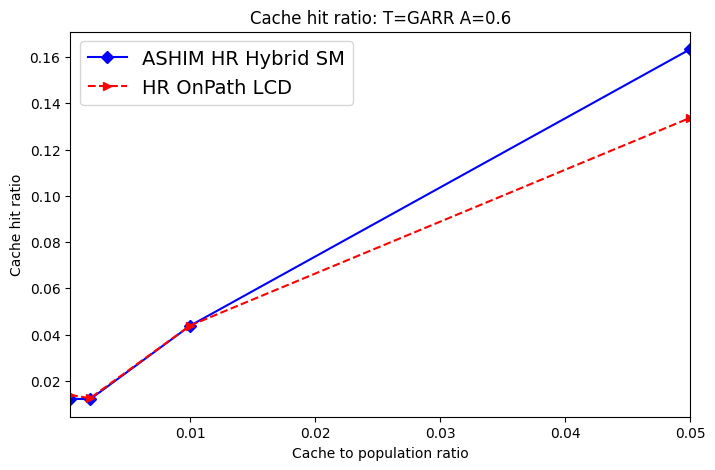 Cache hit ratio: T=GARR A=0.6
ASHIM HR Hybrid SM
HR OnPath LCD
0.16
0.14
0.12
0.10
0.08
0.06
0.04
0.02
Cache hit ratio
0.01 0.02 0.03 0.04 0.05
Cache to population ratio